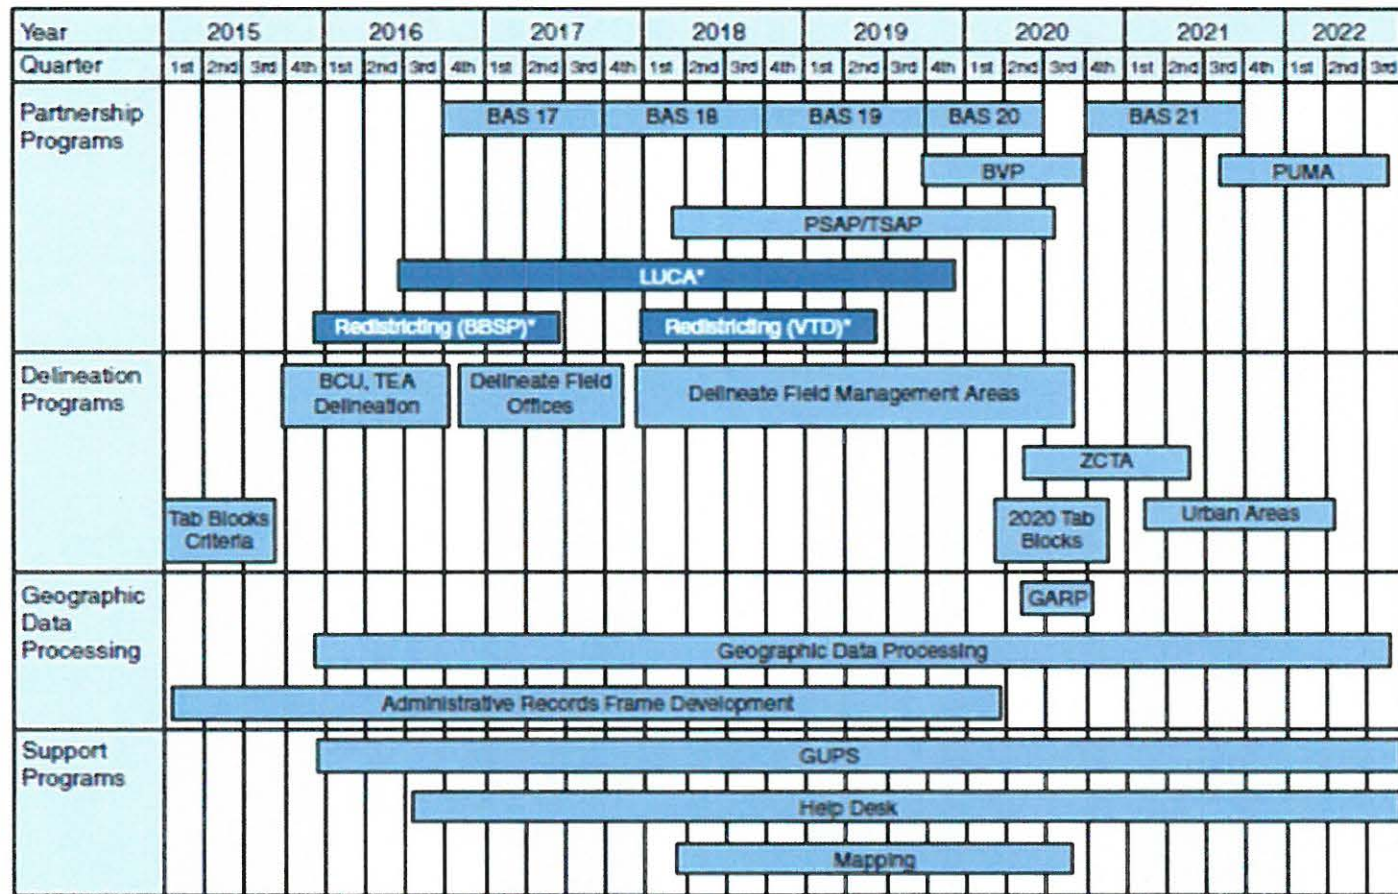 Year 2015 2016 2017 2018 2019 2020 2021 2022
Quarter 1st 2nd 3rd 4th 1st 2nd 3rd 4th 1st 2nd 3rd 4th 1st 2nd 3rd 4th 1st 2nd 3rd 4th 1st 2nd 3rd 4th 1st 2nd 3rd 4th 1st 2nd 3rd
Partnership
Programs
BAS 17 BAS 18 BAS 19 BAS 20 BAS 21
BVP PUMA
PSAP/TSAP
LUCA*
Redistricting (BBSP)* Redistricting (VTD)*
Delineation
Programs
BCU, TEA
Delineation
Delineate Field
Offices
Delineate Field Management Areas
ZCTA
Tab Blocks
Criteria
2020 Tab
Blocks
Urban Areas
Geographic
Data
Processing
GARP
Geographic Data Processing
Administrative Records Frame Development
Support
Programs
GUPS
Help Desk
Mapping